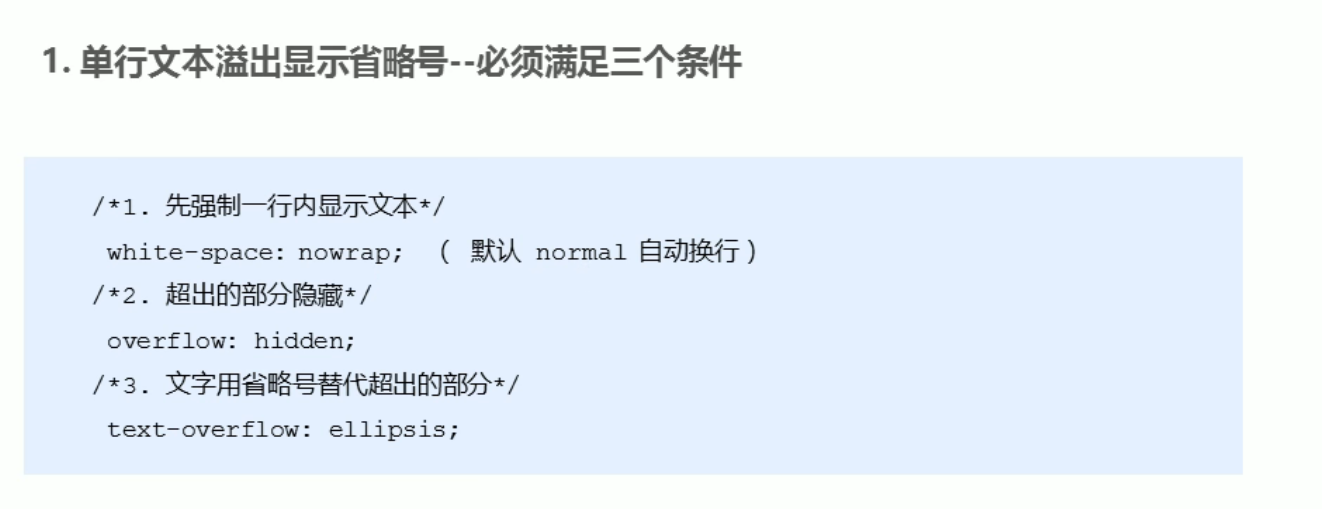 1. 单行文本溢出显示省略号--必须满足三个条件
/*1. 先强制一行内显示文本*/
white-space: nowrap; （ 默认 normal 自动换行）
/*2. 超出的部分隐藏*/
overflow: hidden;
/*3. 文字用省略号替代超出的部分*/
text-overflow: ellipsis;